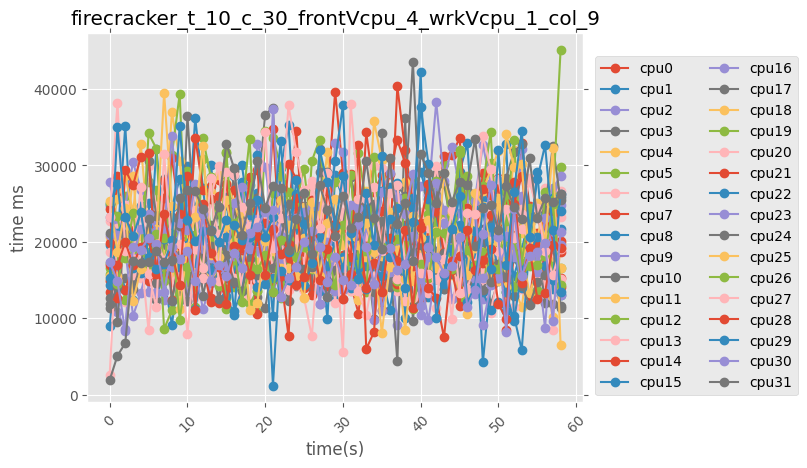 firecracker_t_10_c_30_frontVcpu_4_wrkVcpu_1_col_9
time ms
40000
30000
20000
10000
0
0
10
20
30
40
50
60
time(s)
cpu0
cpu1
cpu2
cpu3
cpu4
cpu5
cpu6
cpu7
cpu8
cpu9
cpu10
cpu11
cpu12
cpu13
cpu14
cpu15
cpu16
cpu17
cpu18
cpu19
cpu20
cpu21
cpu22
cpu23
cpu24
cpu25
cpu26
cpu27
cpu28
cpu29
cpu30
cpu31